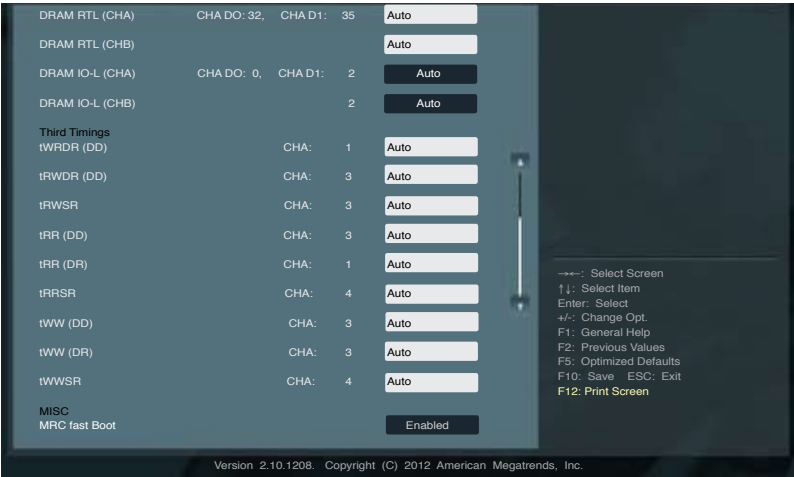 DRAM RTL (CHA) CHA DO: 32, CHA D1: 35 Auto
DRAM RTL (CHB) Auto
DRAM IO-L (CHA) CHA DO: 0, CHA D1: 2 Auto
DRAM IO-L (CHB) 2 Auto
Third Timings
tWRDR (DD) CHA: 1 Auto
tRWDR (DD) CHA: 3 Auto
tRWSR CHA: 3 Auto
tRR (DD) CHA: 3 Auto
tRR (DR) CHA: 1 Auto
tRRSR CHA: 4 Auto
tWW (DD) CHA: 3 Auto
tWW (DR) CHA: 3 Auto
tWWSR CHA: 4 Auto
MISC
MRC fast Boot Enabled
→←: Select Screen
↑↓: Select Item
Enter: Select
+/-: Change Opt.
F1: General Help
F2: Previous Values
F5: Optimized Defaults
F10: Save ESC: Exit
F12: Print Screen
Version 2.10.1208. Copyright (C) 2012 American Megatrends, Inc.